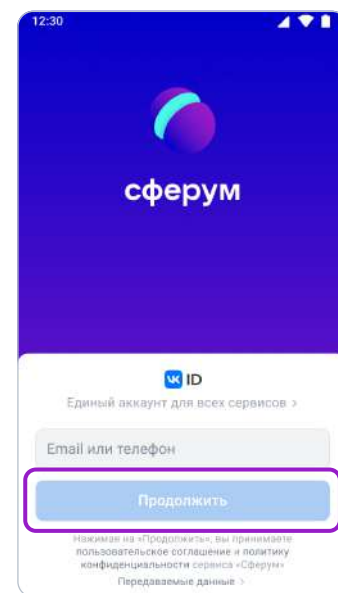 12:30
сферум
VK ID
Единый аккаунт для всех сервисов >
Email или телефон
Продолжить
Нажимая на «Продолжить», вы принимаете
пользовательское соглашение и политику
конфиденциальности сервиса «Сферум»
Передаваемые данные >